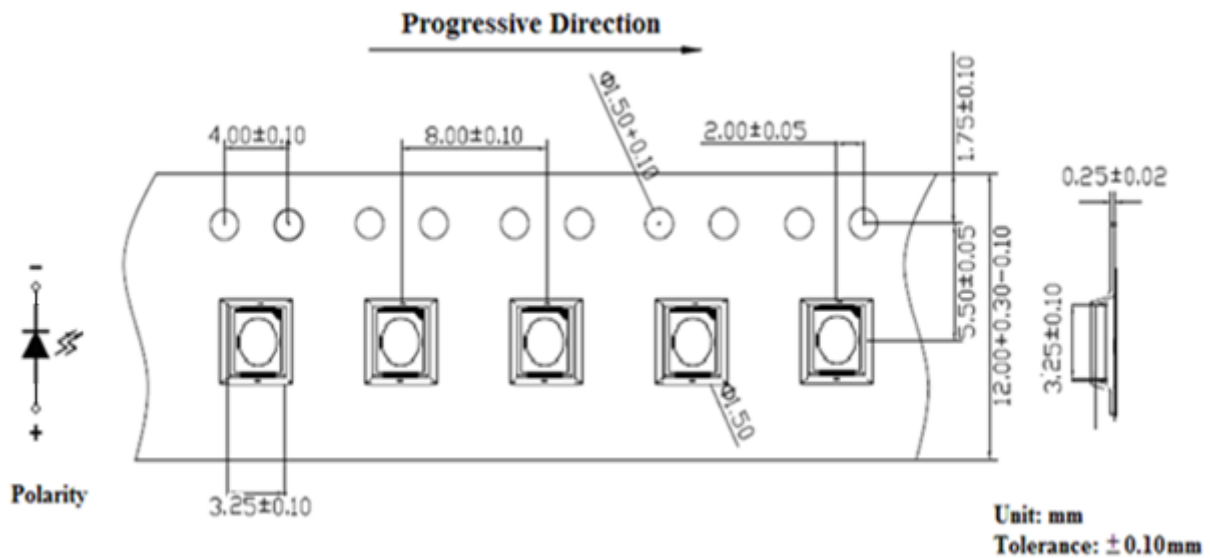 Progressive Direction
4.00±0.10
8.00±0.10
Φ1.50+0.10
2.00±0.05
1.75±0.10
0.25±0.02
5.50±0.05
12.00+0.30-0.10
3.25±0.10
-
+
Φ1.50
Polarity
3.25±0.10
Unit: mm
Tolerance: ±0.10mm